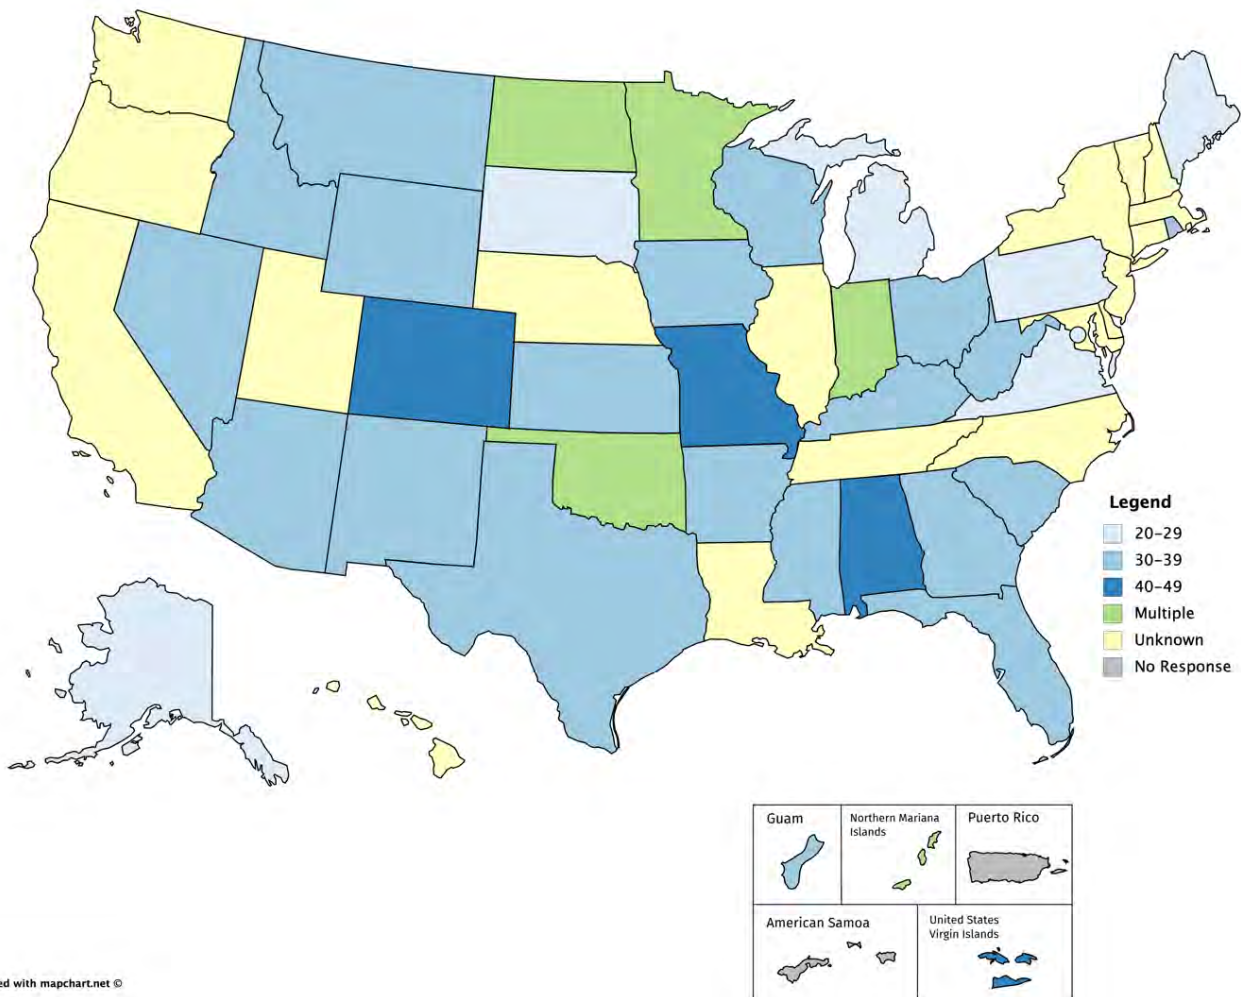 Legend
20–29
30–39
40–49
Multiple
Unknown
No Response
Guam
Northern Mariana
Islands
Puerto Rico
American Samoa
United States
Virgin Islands
ed with mapchart.net ©